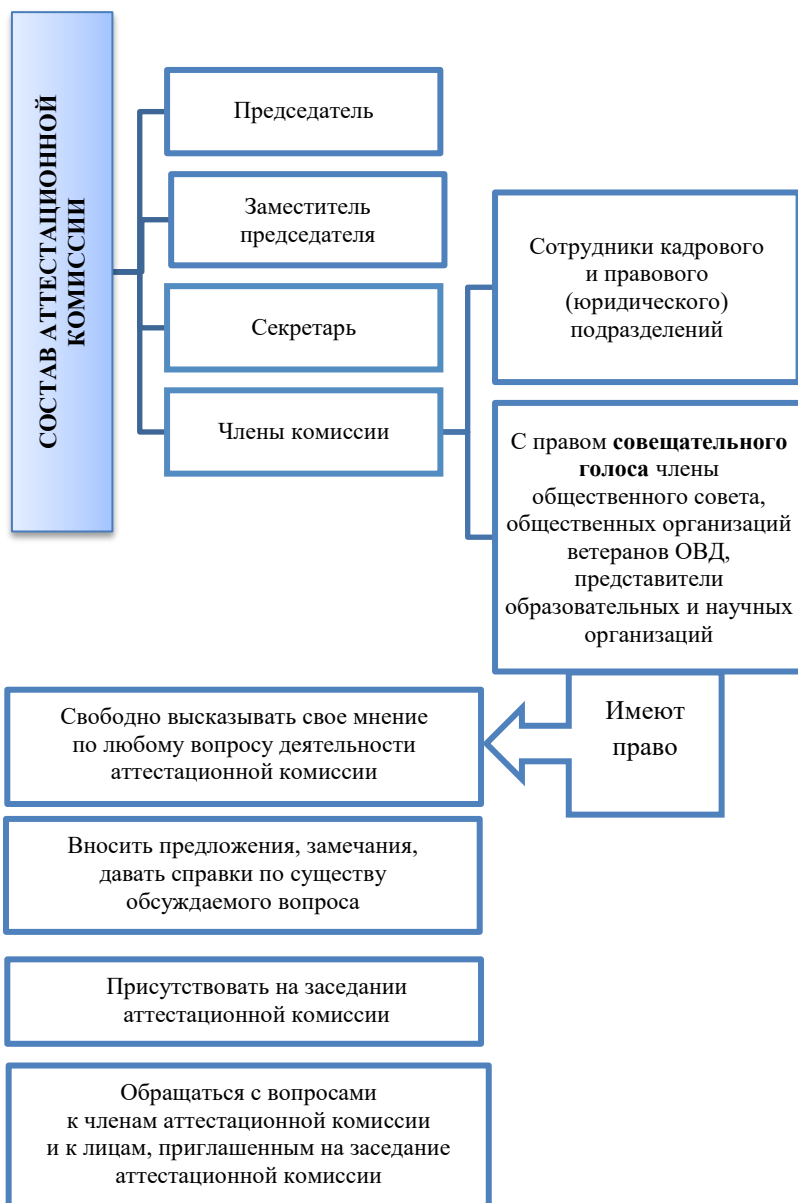 СОСТАВ АТТЕСТАЦИОННОЙ
КОМИССИИ
Председатель
Заместитель
председателя
Секретарь
Члены комиссии
Сотрудники кадрового
и правового
(юридического)
подразделений
С правом совещательного
голоса члены
общественного совета,
общественных организаций
ветеранов ОВД,
представители
образовательных и научных
организаций
Имеют
право
Свободно высказывать свое мнение
по любому вопросу деятельности
аттестационной комиссии
Вносить предложения, замечания,
давать справки по существу
обсуждаемого вопроса
Присутствовать на заседании
аттестационной комиссии
Обращаться с вопросами
к членам аттестационной комиссии
и к лицам, приглашенным на заседание
аттестационной комиссии